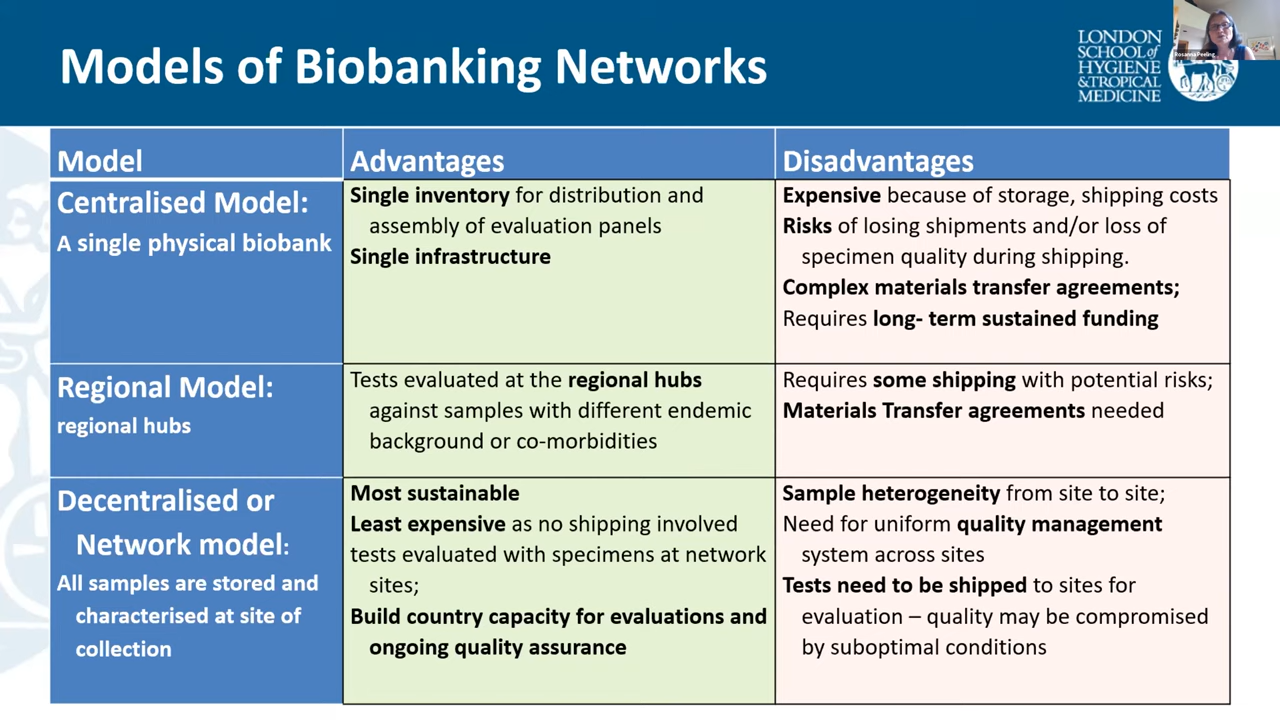 Models of Biobanking Networks
LONDON
SCHOOL of
HYGIENE
& TROPICAL
MEDICINE
Rosanna Peeling
Model
Advantages
Disadvantages
Centralised Model:
A single physical biobank
Single inventory for distribution and
assembly of evaluation panels
Single infrastructure
Expensive because of storage, shipping costs
Risks of losing shipments and/or loss of
specimen quality during shipping.
Complex materials transfer agreements;
Requires long- term sustained funding
Regional Model:
regional hubs
Tests evaluated at the regional hubs
against samples with different endemic
background or co-morbidities
Requires some shipping with potential risks;
Materials Transfer agreements needed
Decentralised or
Network model:
All samples are stored and
characterised at site of
collection
Most sustainable
Least expensive as no shipping involved
tests evaluated with specimens at network
sites;
Build country capacity for evaluations and
ongoing quality assurance
Sample heterogeneity from site to site;
Need for uniform quality management
system across sites
Tests need to be shipped to sites for
evaluation – quality may be compromised
by suboptimal conditions